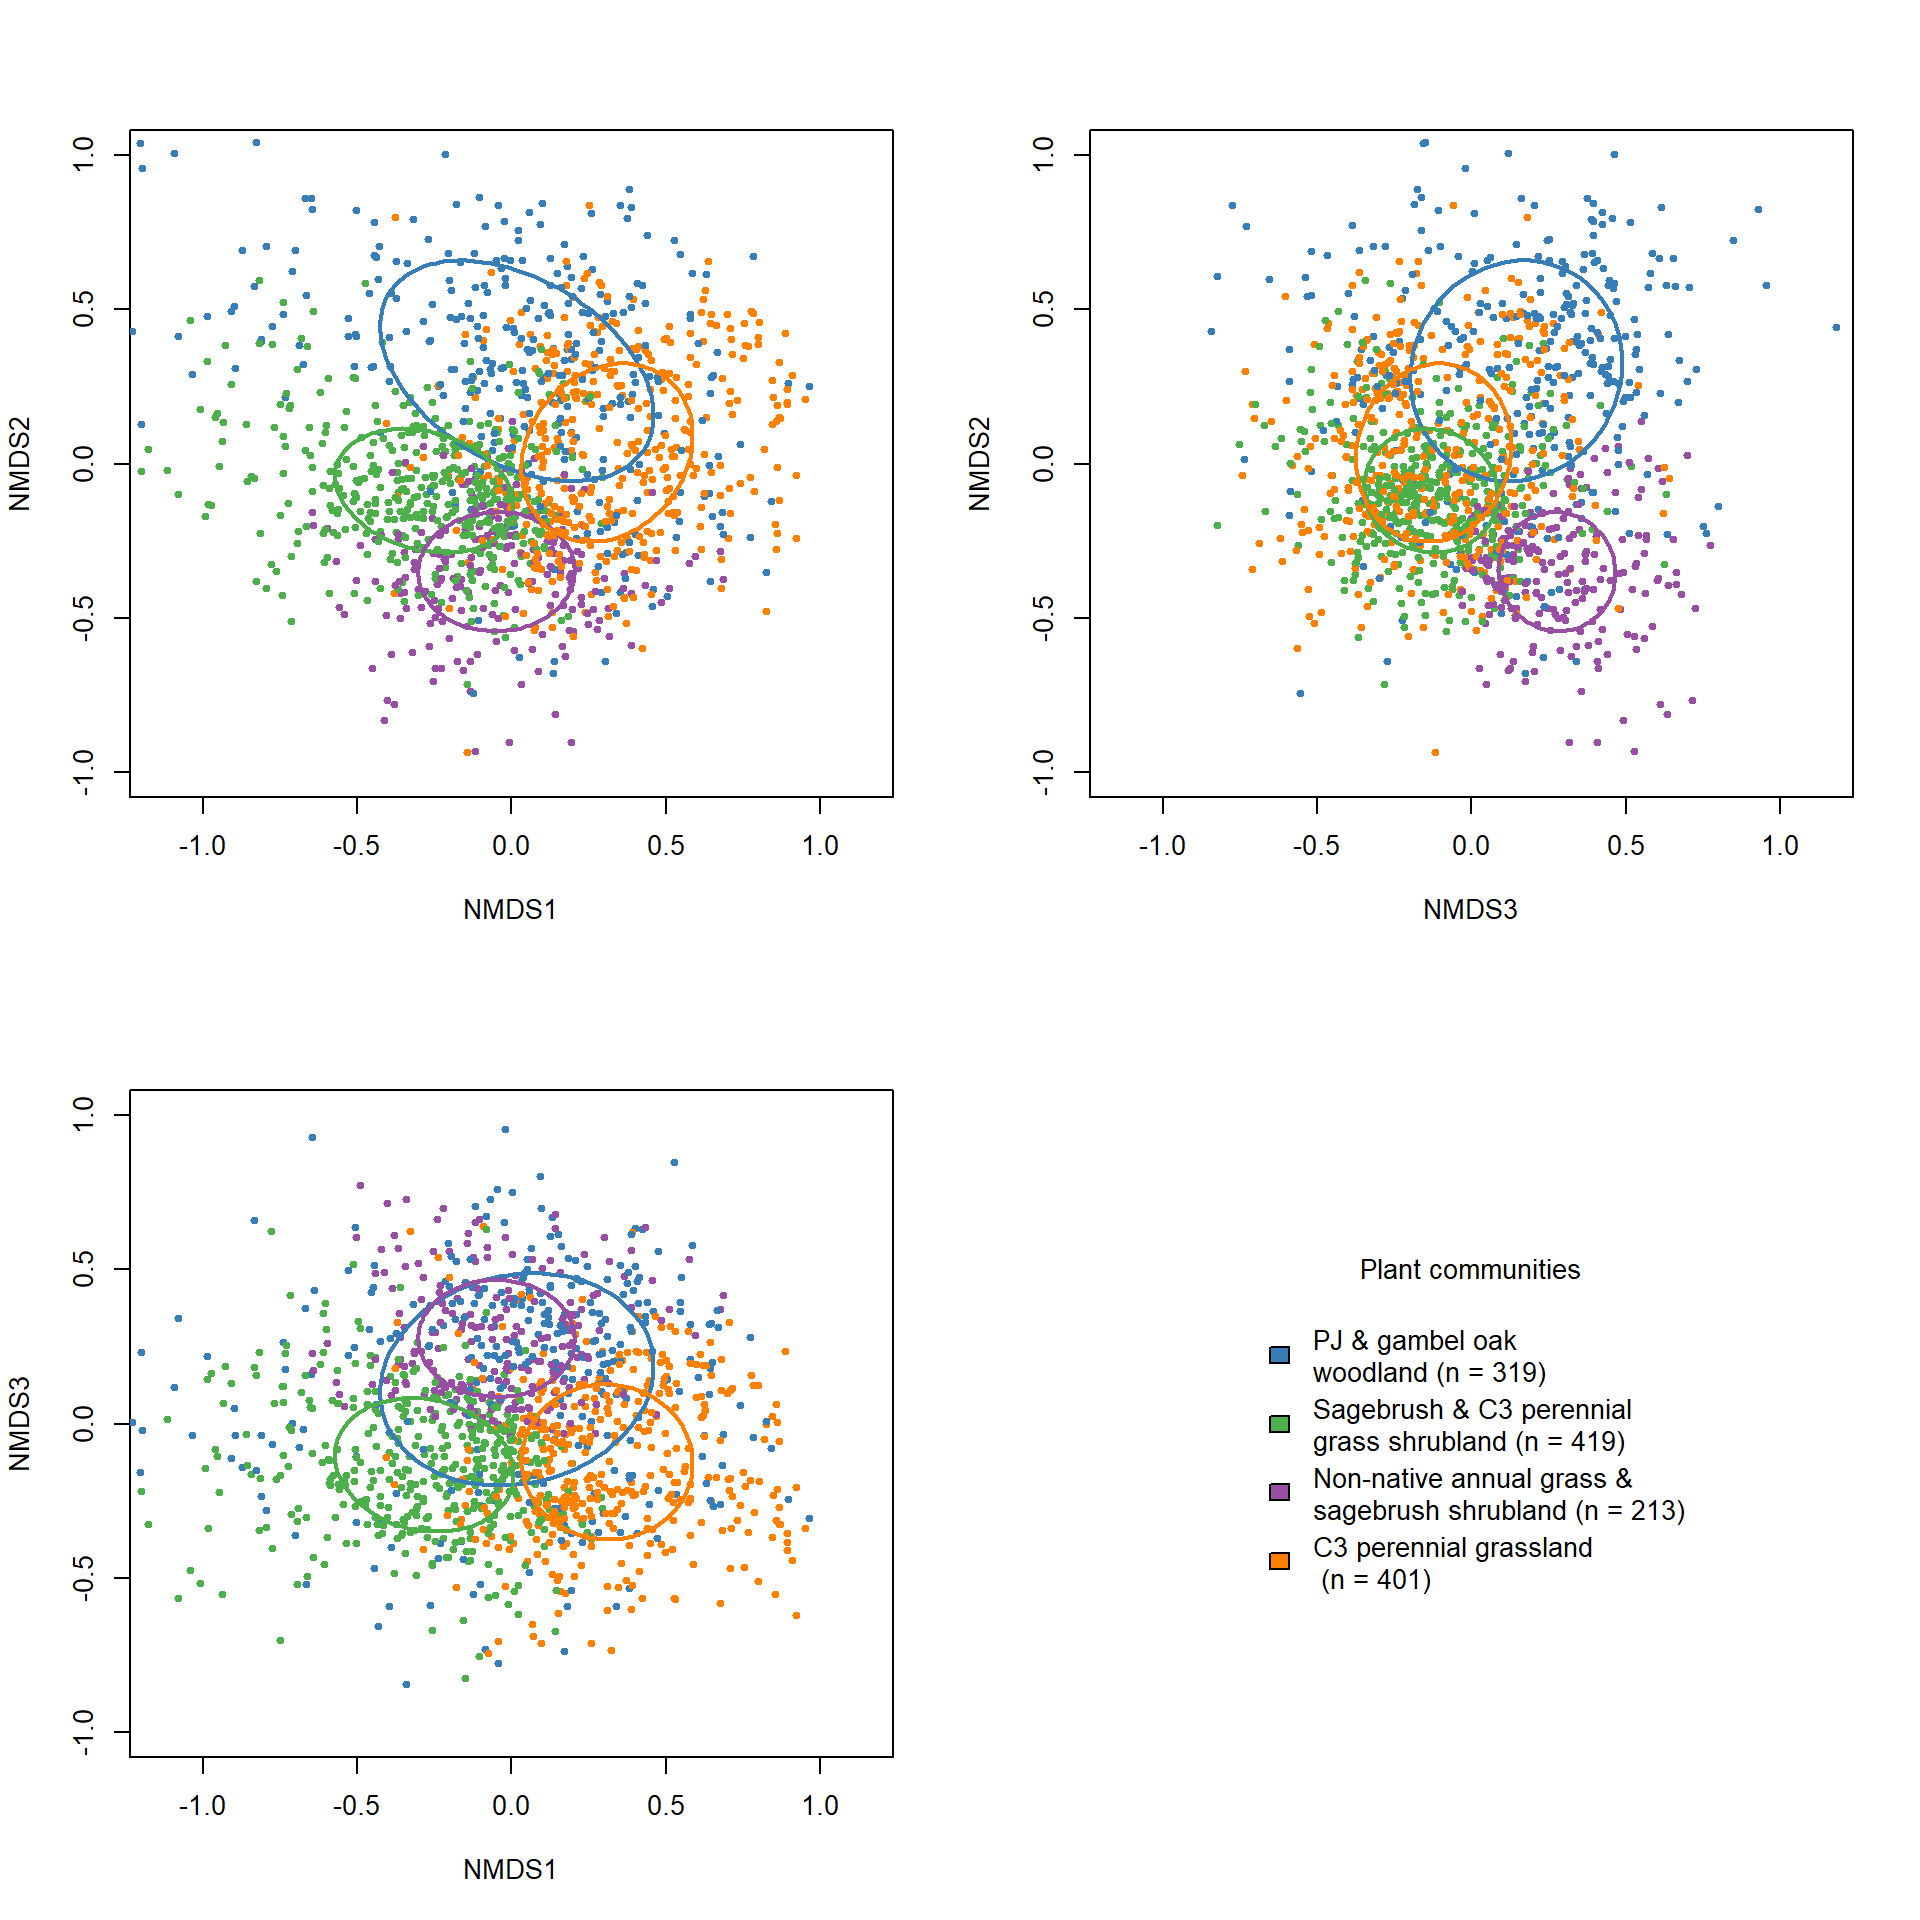 1.0
0.5
0.0
-0.5
-1.0
NMDS2
-1.0 -0.5 0.0 0.5 1.0
NMDS1
1.0
0.5
0.0
-0.5
-1.0
NMDS2
-1.0 -0.5 0.0 0.5 1.0
NMDS3
1.0
0.5
0.0
-0.5
-1.0
NMDS3
-1.0 -0.5 0.0 0.5 1.0
NMDS1
Plant communities
PJ & gambel oak
woodland (n = 319)
Sagebrush & C3 perennial
grass shrubland (n = 419)
Non-native annual grass &
sagebrush shrubland (n = 213)
C3 perennial grassland
(n = 401)